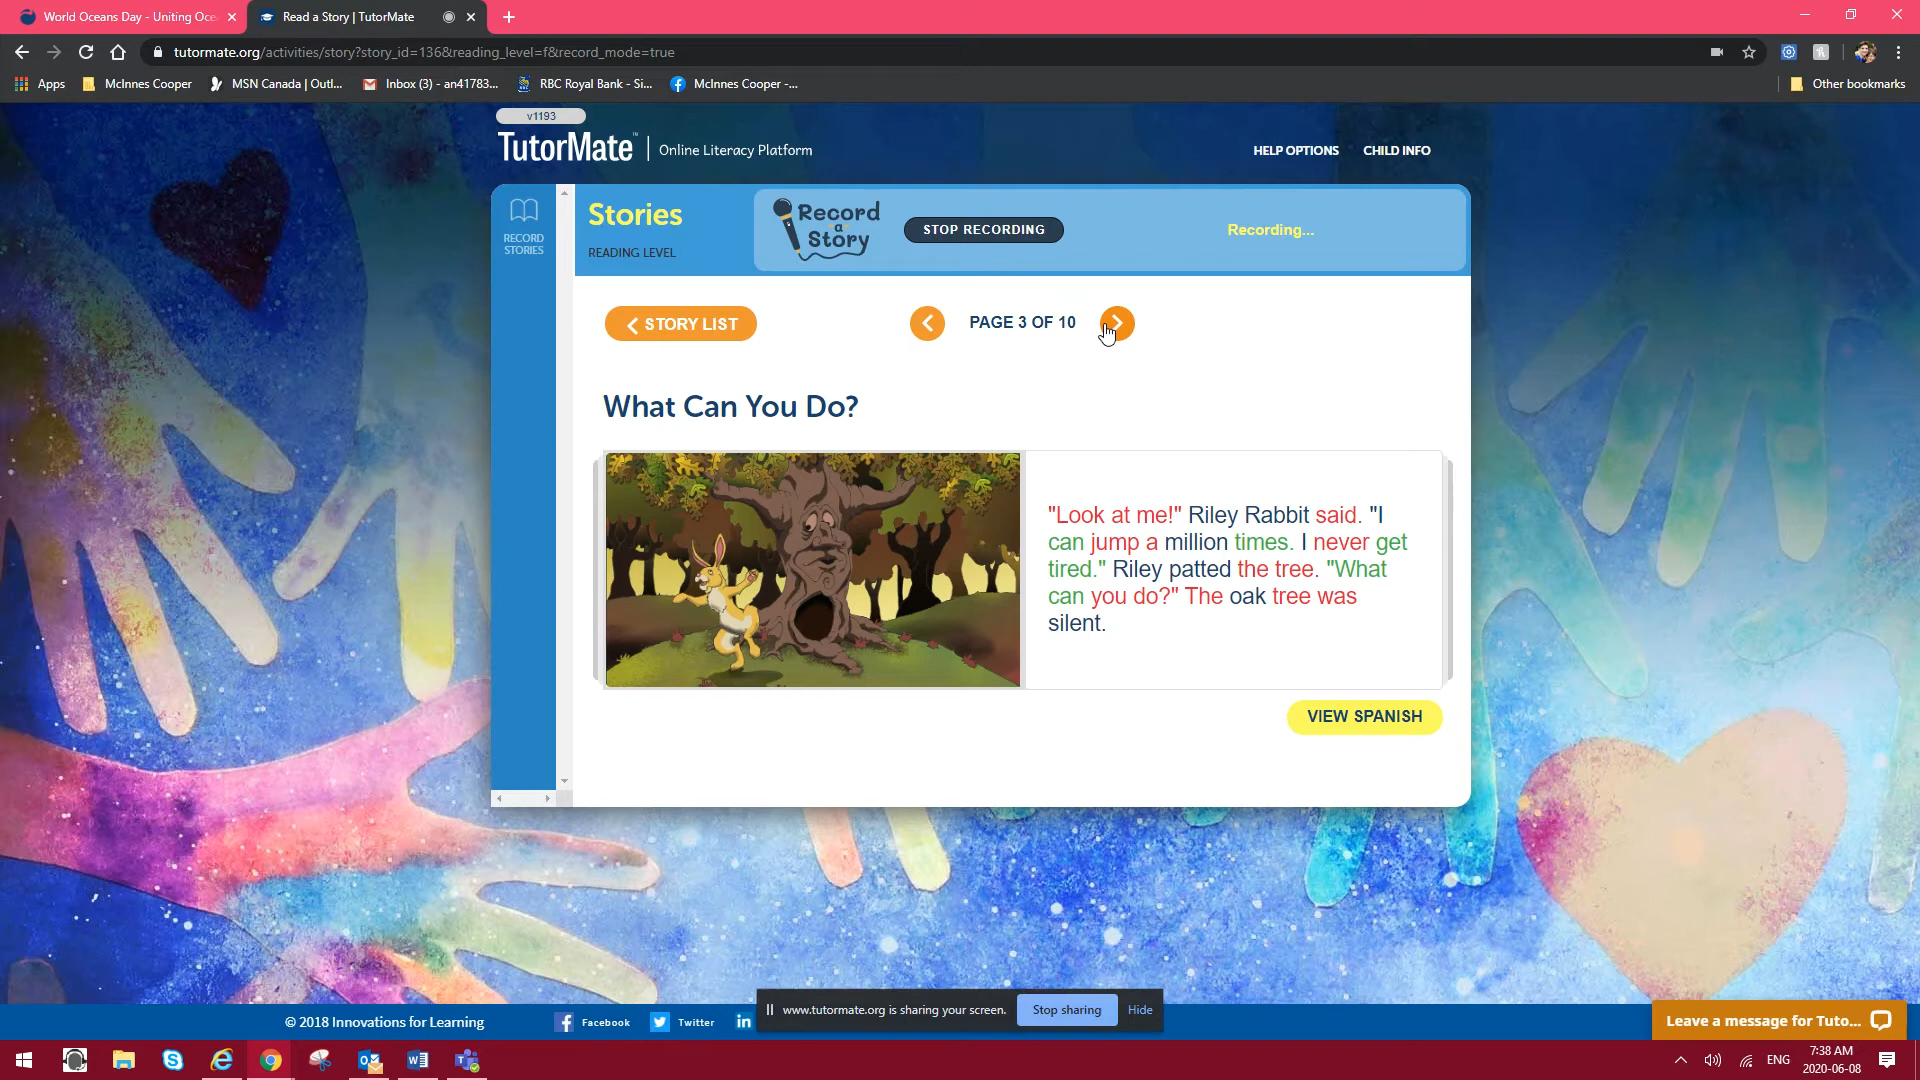 World Oceans Day - Uniting Oce
Read a Story | TutorMate
tutormate.org/activities/story?story_id=136&reading_level=f&record_mode=true
Apps
McInnes Cooper
MSN Canada | Outl...
Inbox (3) - an41783...
RBC Royal Bank - Si...
McInnes Cooper -...
Other bookmarks
v1193
TutorMate™ | Online Literacy Platform
HELP OPTIONS
CHILD INFO
RECORD
STORIES
Stories
READING LEVEL
Record
a
Story
STOP RECORDING
Recording...
STORY LIST
PAGE 3 OF 10
What Can You Do?
"Look at me!" Riley Rabbit said. "I
can jump a million times. I never get
tired." Riley patted the tree. "What
can you do?" The oak tree was
silent.
VIEW SPANISH
© 2018 Innovations for Learning
Facebook
Twitter
in
www.tutormate.org is sharing your screen.
Stop sharing
Hide
Leave a message for Tuto...
ENG
7:38 AM
2020-06-08